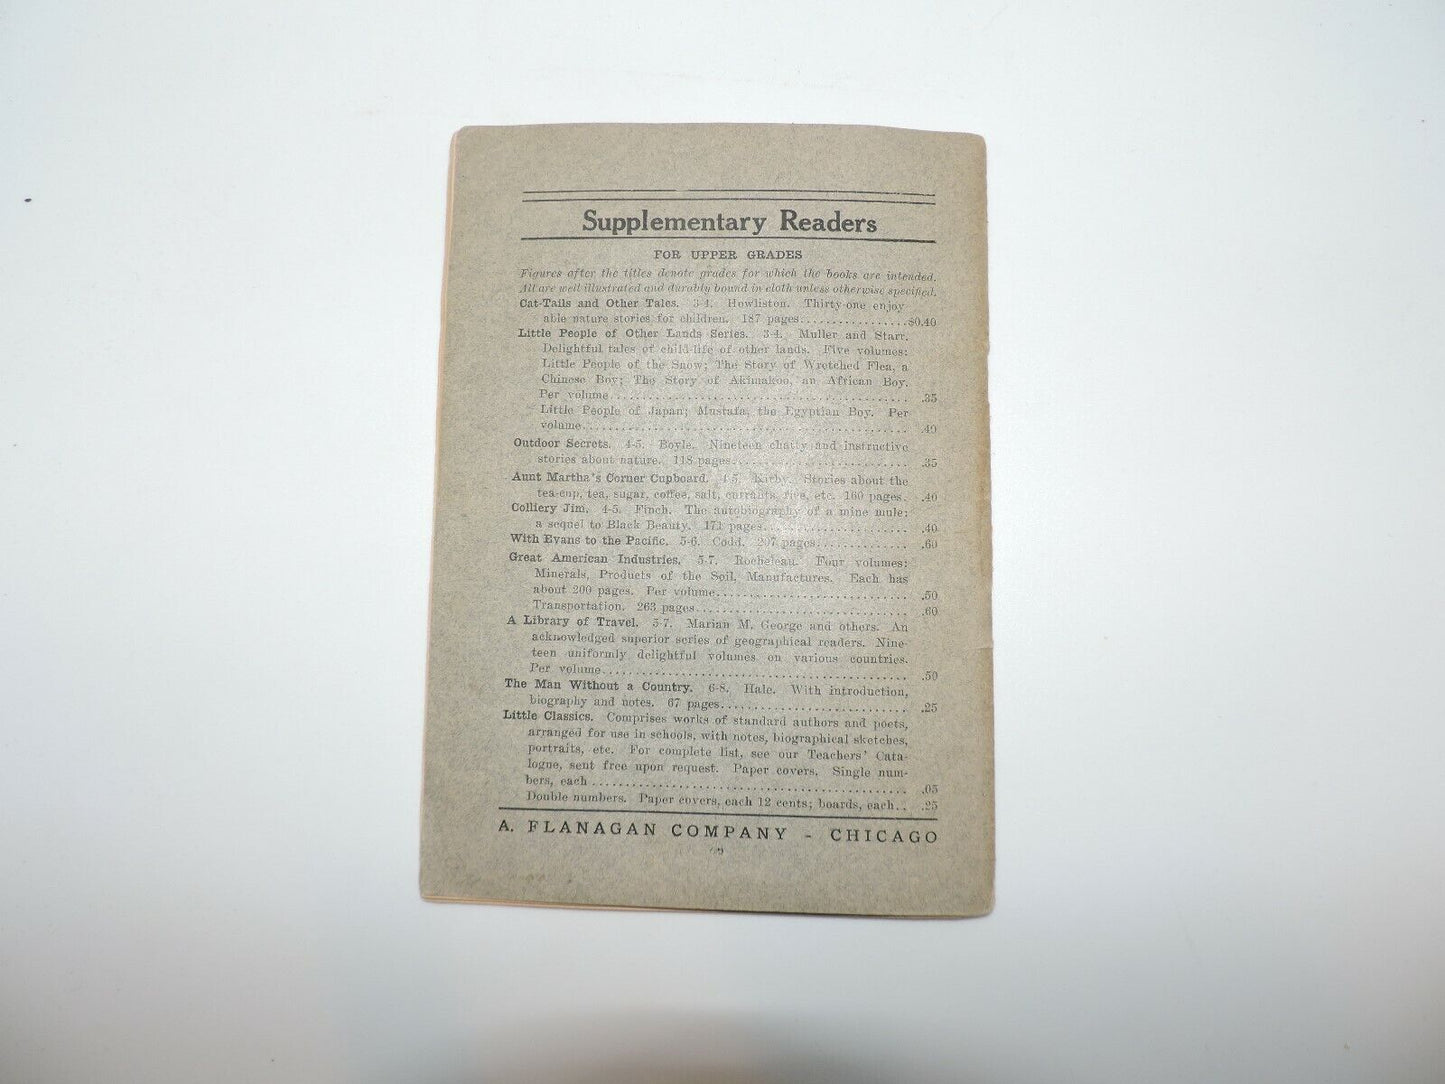 Supplementary Readers
FOR UPPER GRADES
Figures after the titles denote grades for which the books are intended.
All are well illustrated and durably bound in cloth unless otherwise specified.
Cat-Tails and Other Tales. 3-4. Howliston. Thirty-one enjoy
able nature stories for children. 187 pages................$0.40
Little People of Other Lands Series. 3-4. Muller and Starr.
Delightful tales of child-life of other lands. Five volumes:
Little People of the Snow; The Story of Wretched Flea, a
Chinese Boy; The Story of Akimakoo, an African Boy.
Per volume............................................ .35
Little People of Japan; Mustafa, the Egyptian Boy. Per
volume................................................ .40
Outdoor Secrets. 4-5. Boyle. Nineteen chatty and instructive
stories about nature. 118 pages........................... .35
Aunt Martha's Corner Cupboard. 4-5. Kirby. Stories about the
tea-cup, tea, sugar, coffee, salt, currants, etc. 160 pages. .40
Colliery Jim. 4-5. Finch. The autobiography of a mine mule;
a sequel to Black Beauty. 171 pages...................... .40
With Evans to the Pacific. 5-6. Codd. 207 pages.............. .60
Great American Industries. 5-7. Rocheleau. Four volumes:
Minerals, Products of the Soil, Manufactures. Each has
about 200 pages. Per volume............................. .50
Transportation. 263 pages................................ .60
A Library of Travel. 5-7. Marian M. George and others. An
acknowledged superior series of geographical readers. Nine-
teen uniformly delightful volumes on various countries.
Per volume.............................................. .50
The Man Without a Country. 6-8. Hale. With introduction,
biography and notes. 67 pages............................ .25
Little Classics. Comprises works of standard authors and poets,
arranged for use in schools, with notes, biographical sketches,
portraits, etc. For complete list, see our Teachers' Cata-
logue, sent free upon request. Paper covers. Single num-
bers, each............................................... .05
Double numbers. Paper covers, each 12 cents; boards, each.. .25
A. FLANAGAN COMPANY - CHICAGO